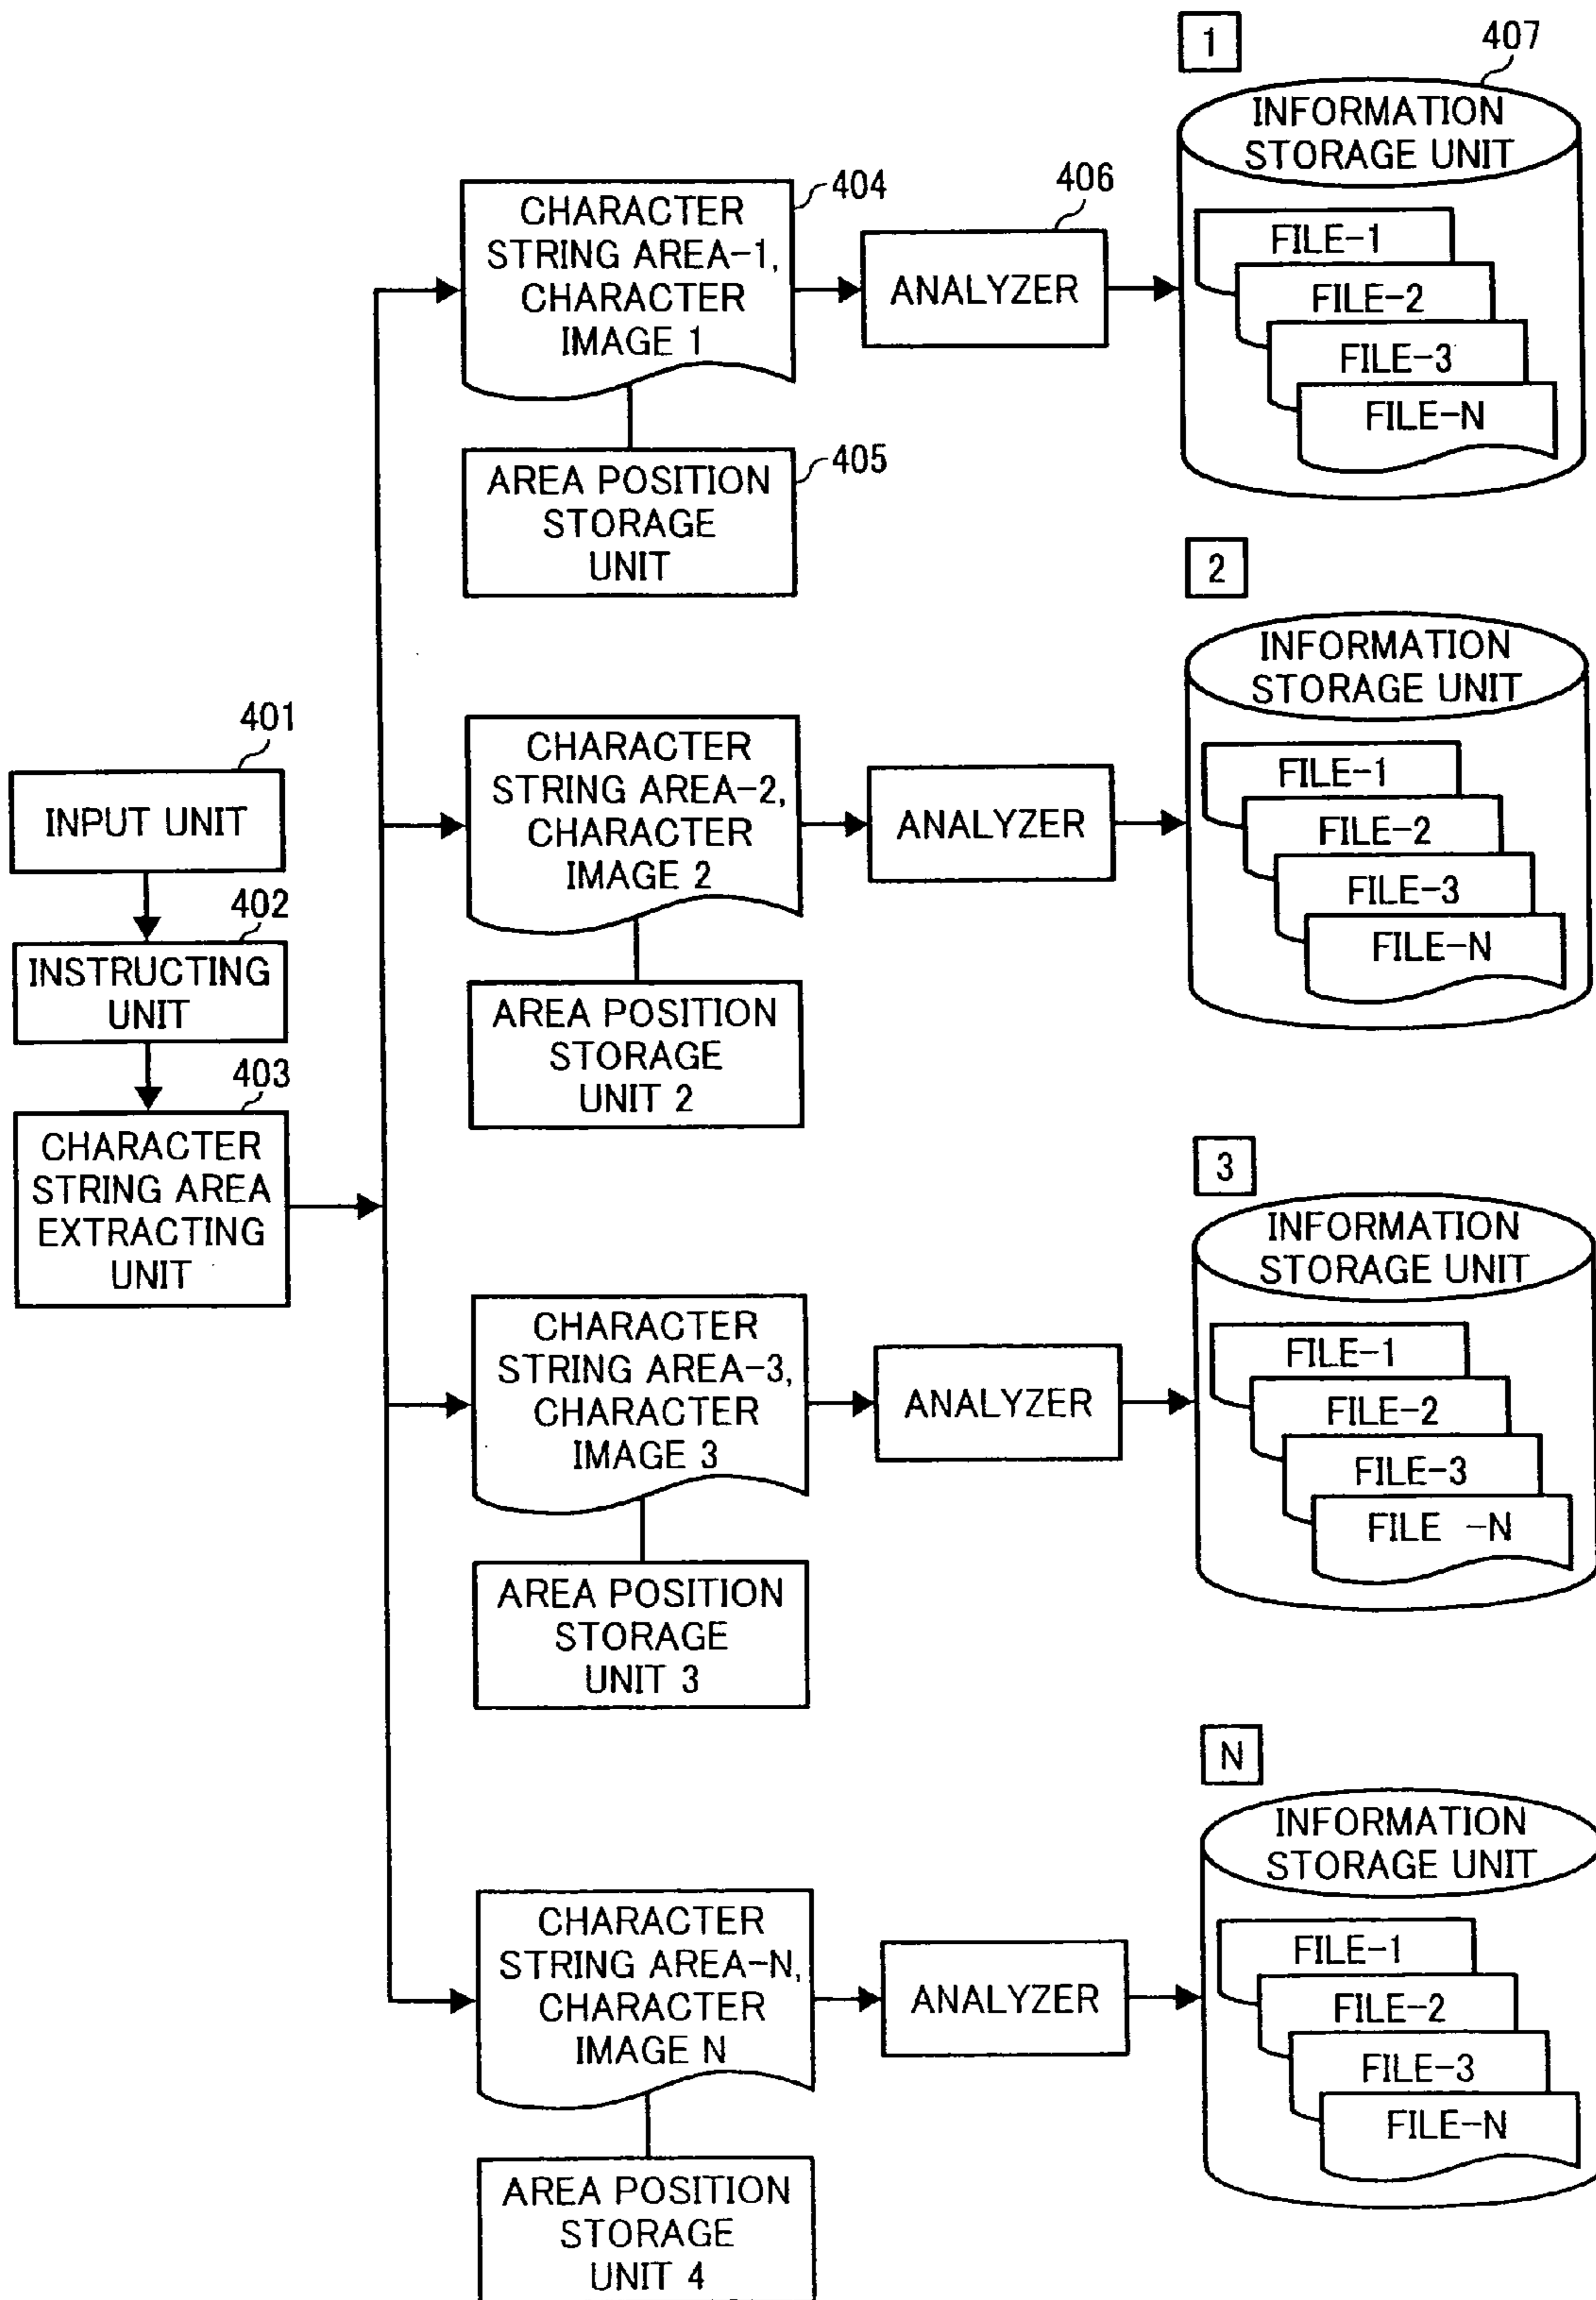 1
407
INFORMATION
STORAGE UNIT
FILE-1
FILE-2
FILE-3
FILE-N
404
CHARACTER
STRING AREA-1,
CHARACTER
IMAGE 1
406
ANALYZER
405
AREA POSITION
STORAGE
UNIT
2
INFORMATION
STORAGE UNIT
FILE-1
FILE-2
FILE-3
FILE-N
CHARACTER
STRING AREA-2,
CHARACTER
IMAGE 2
ANALYZER
AREA POSITION
STORAGE
UNIT 2
401
INPUT UNIT
402
INSTRUCTING
UNIT
403
CHARACTER
STRING AREA
EXTRACTING
UNIT
3
INFORMATION
STORAGE UNIT
FILE-1
FILE-2
FILE-3
FILE -N
CHARACTER
STRING AREA-3,
CHARACTER
IMAGE 3
ANALYZER
AREA POSITION
STORAGE
UNIT 3
N
INFORMATION
STORAGE UNIT
FILE-1
FILE-2
FILE-3
FILE-N
CHARACTER
STRING AREA-N,
CHARACTER
IMAGE N
ANALYZER
AREA POSITION
STORAGE
UNIT 4